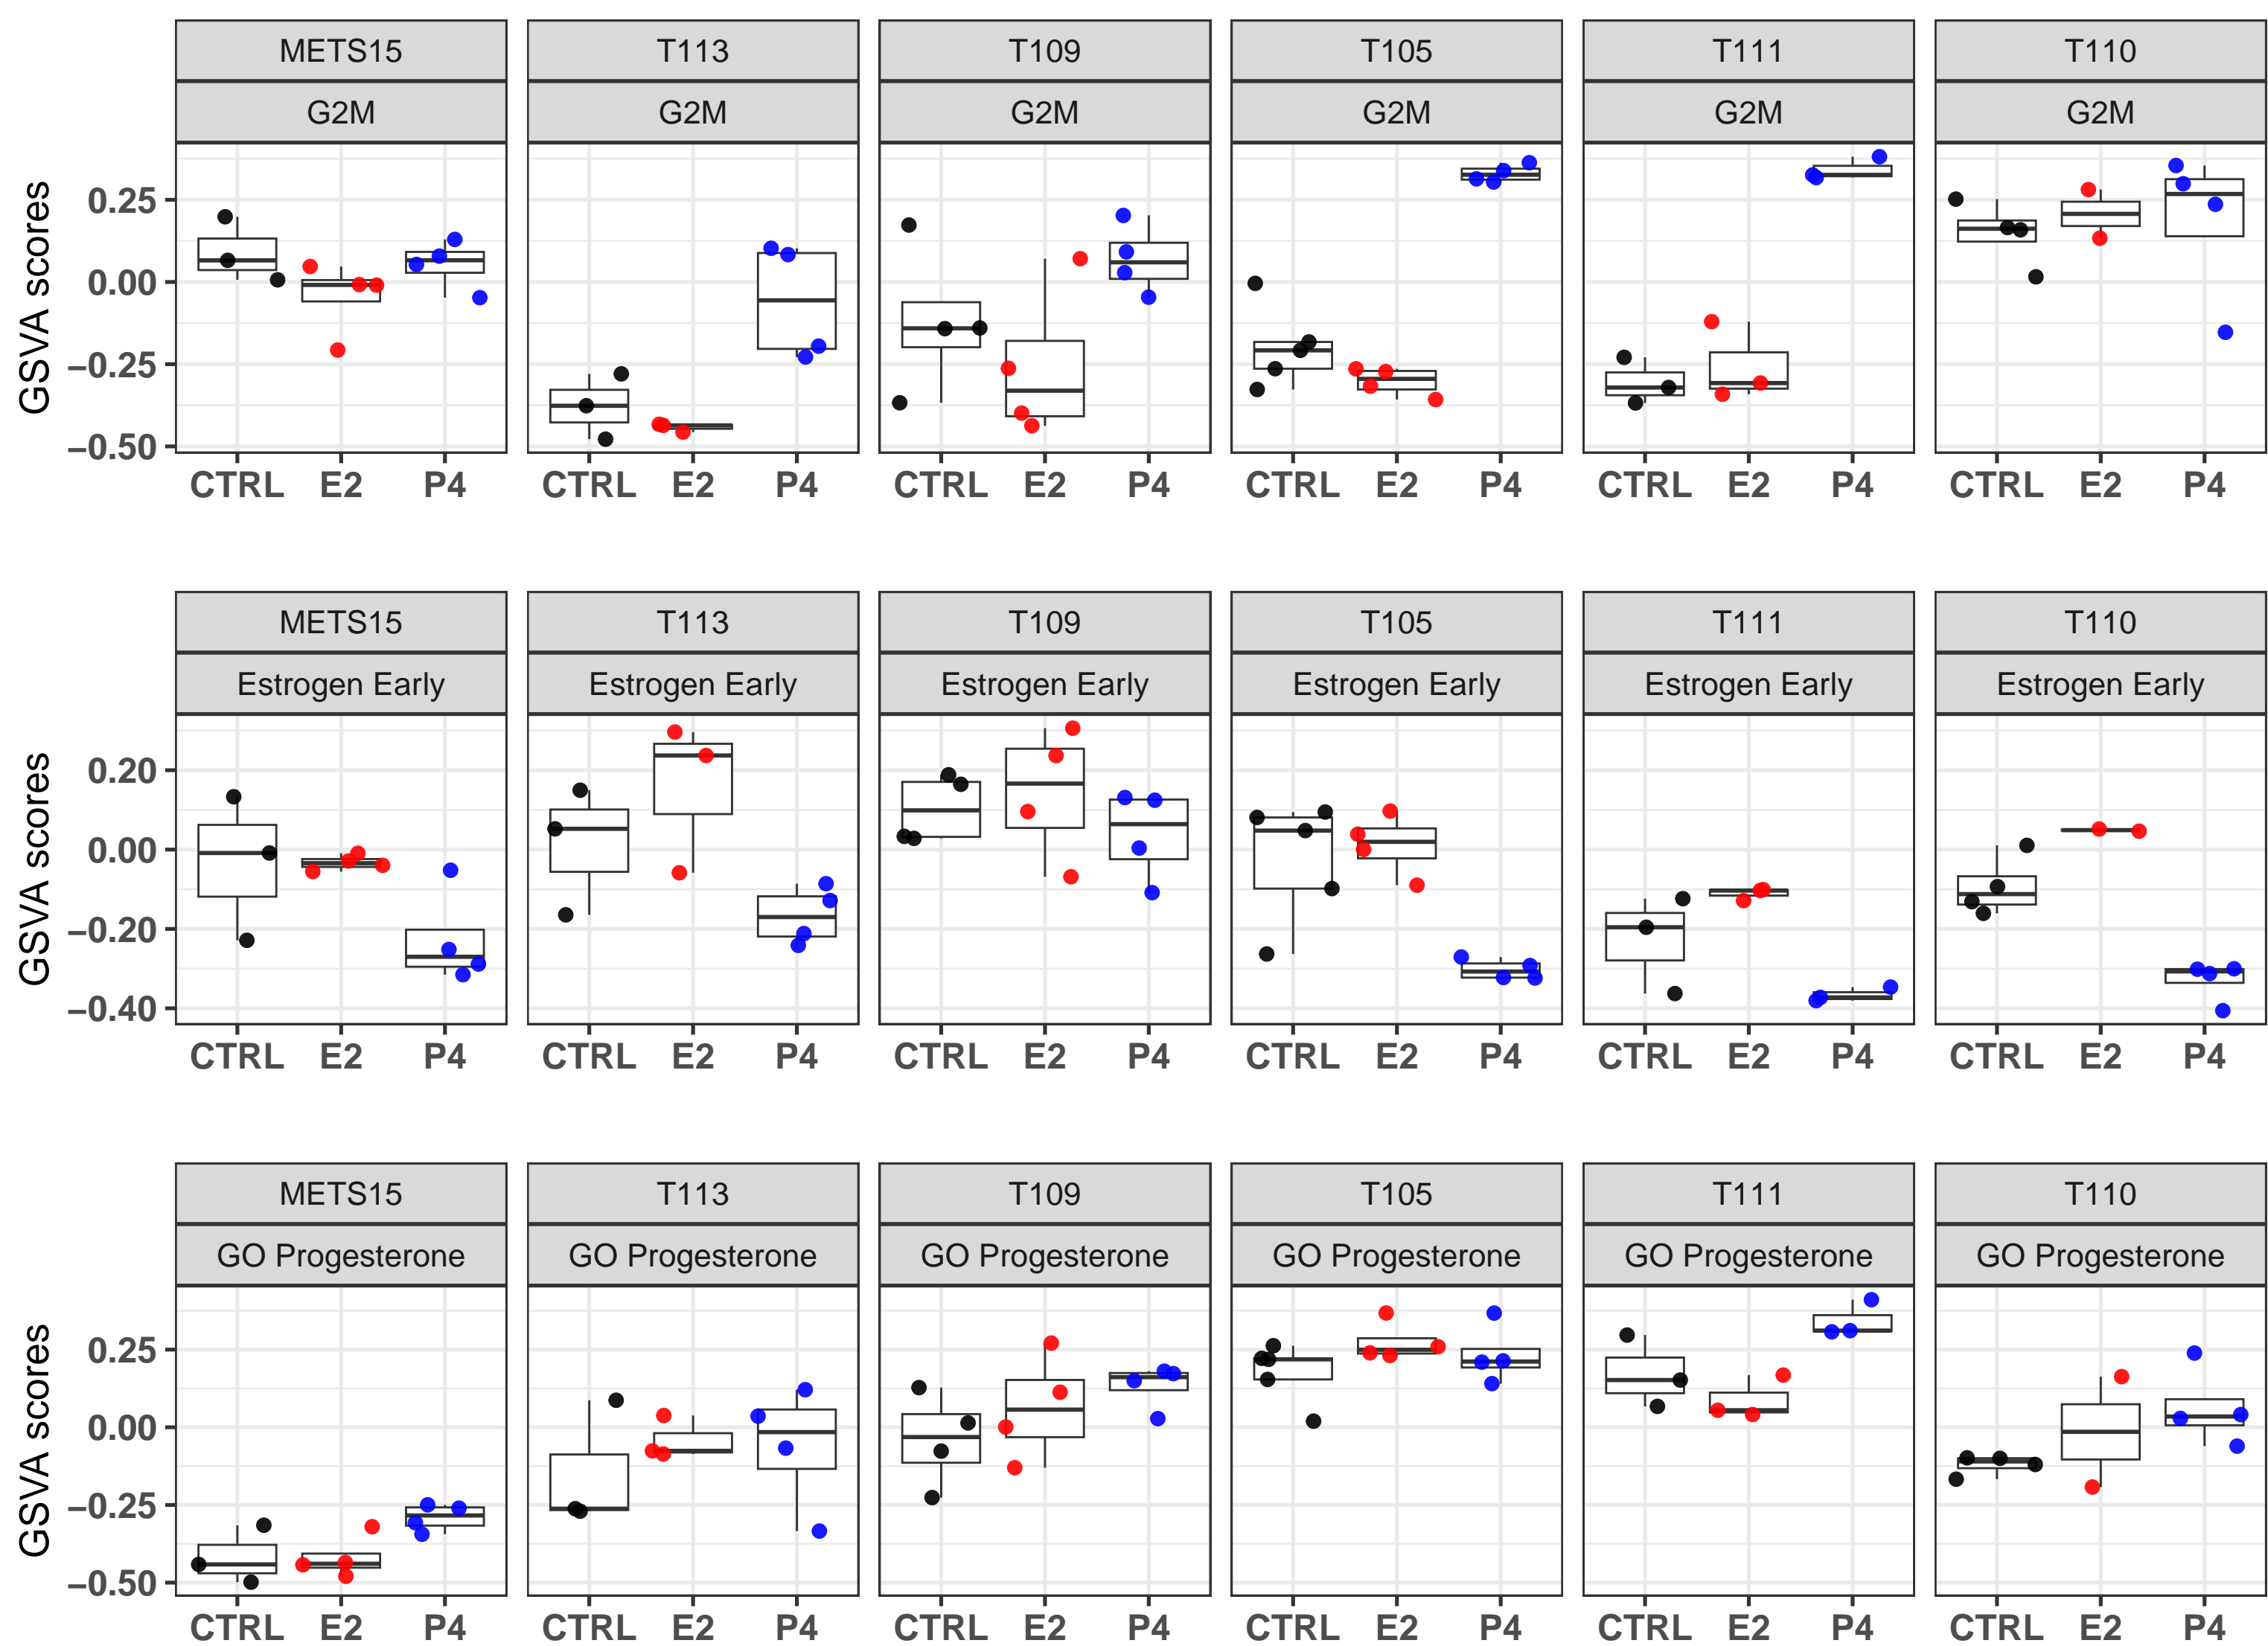 METS15 T113 T109 T105 T111 T110
G2M G2M G2M G2M G2M G2M
GSVA scores
0.25
0.00
−0.25
−0.50
CTRL E2 P4 CTRL E2 P4 CTRL E2 P4 CTRL E2 P4 CTRL E2 P4 CTRL E2 P4
METS15 T113 T109 T105 T111 T110
Estrogen Early Estrogen Early Estrogen Early Estrogen Early Estrogen Early Estrogen Early
GSVA scores
0.20
0.00
−0.20
−0.40
CTRL E2 P4 CTRL E2 P4 CTRL E2 P4 CTRL E2 P4 CTRL E2 P4 CTRL E2 P4
METS15 T113 T109 T105 T111 T110
GO Progesterone GO Progesterone GO Progesterone GO Progesterone GO Progesterone GO Progesterone
GSVA scores
0.25
0.00
−0.25
−0.50
CTRL E2 P4 CTRL E2 P4 CTRL E2 P4 CTRL E2 P4 CTRL E2 P4 CTRL E2 P4